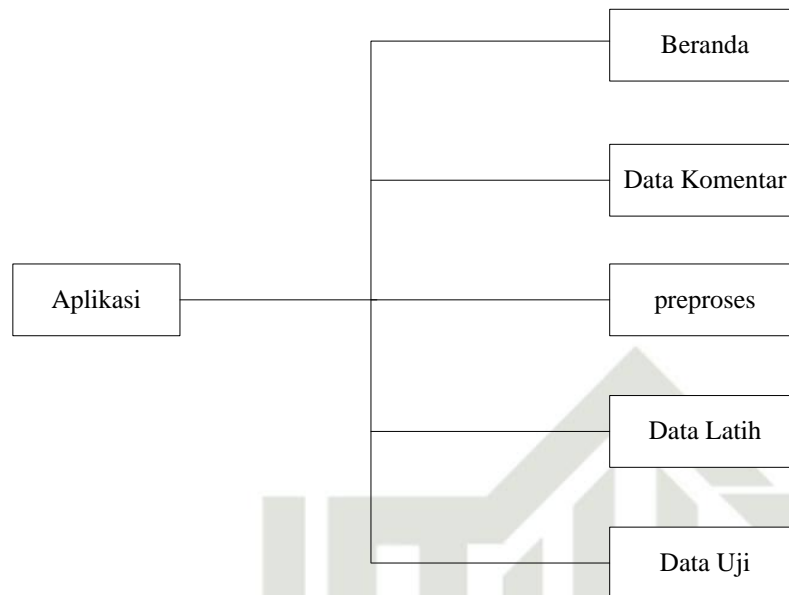 Beranda
Data Komentar
Aplikasi
preproses
Data Latih
Data Uji